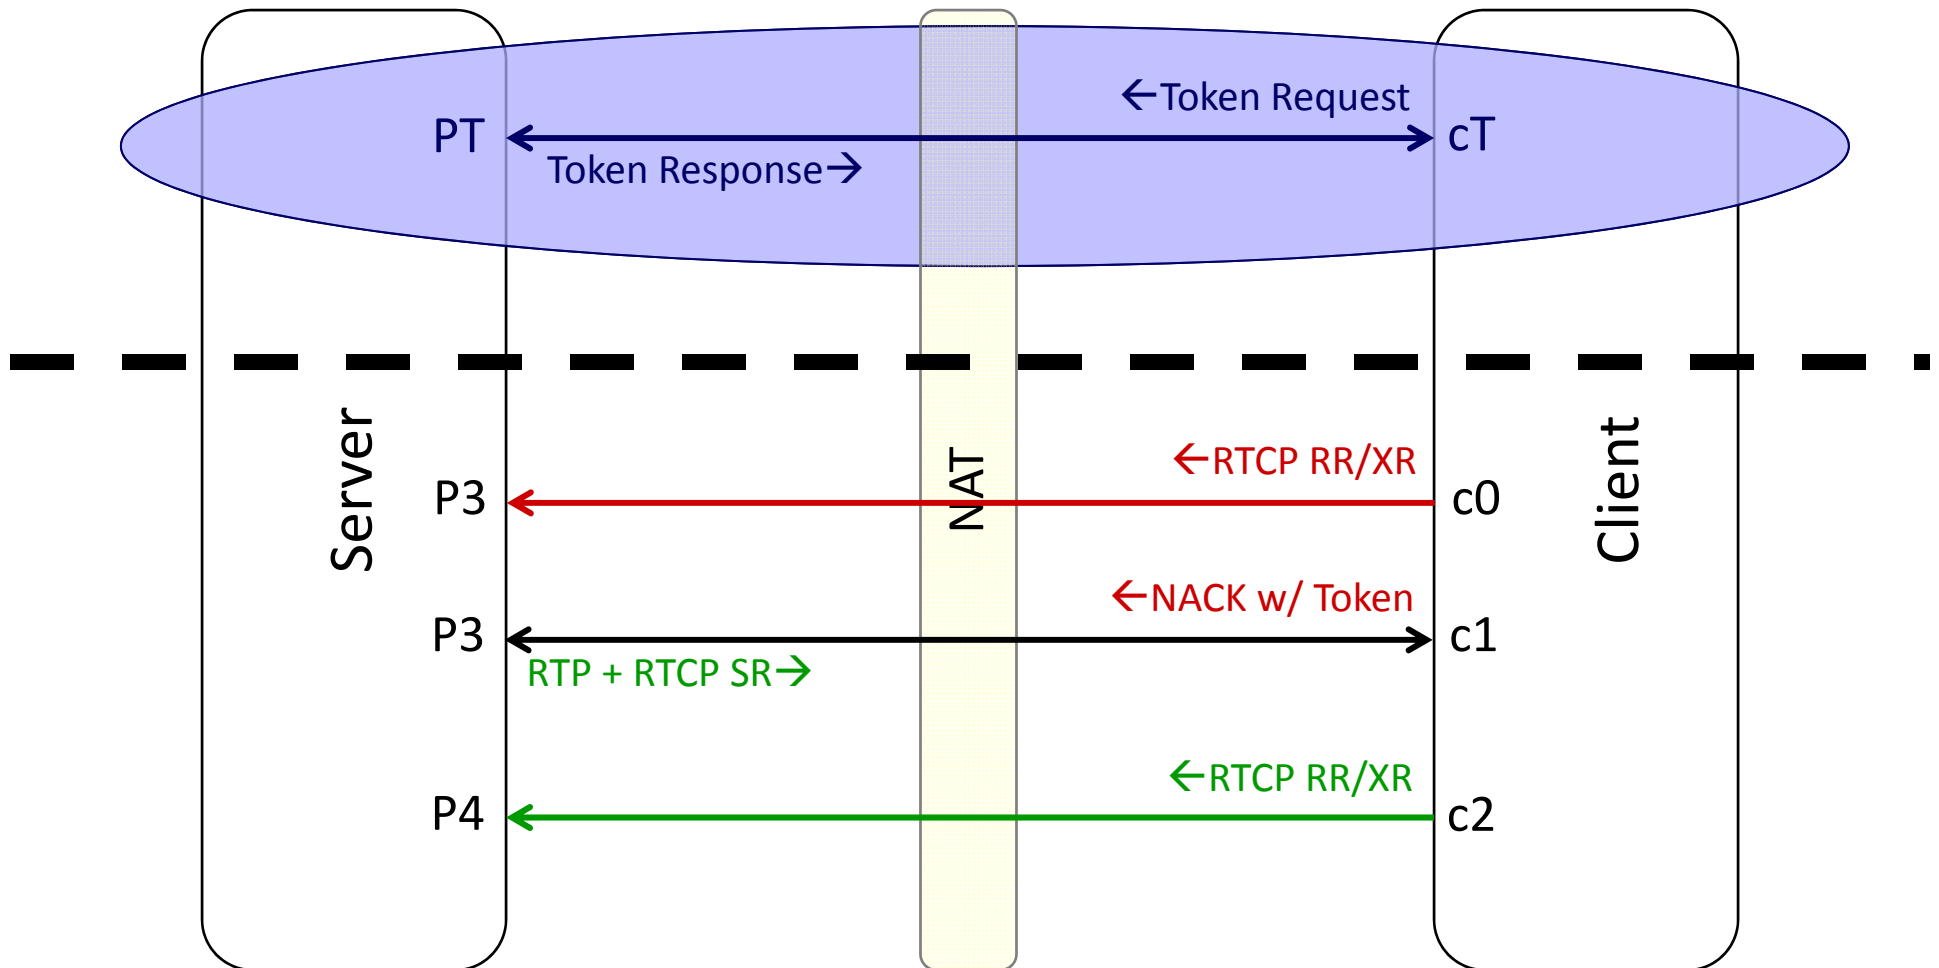 ←Token Request
PT
cT
Token Response→
Server
NAT
Client
←RTCP RR/XR
P3
c0
←NACK w/ Token
P3
c1
RTP + RTCP SR→
←RTCP RR/XR
P4
c2